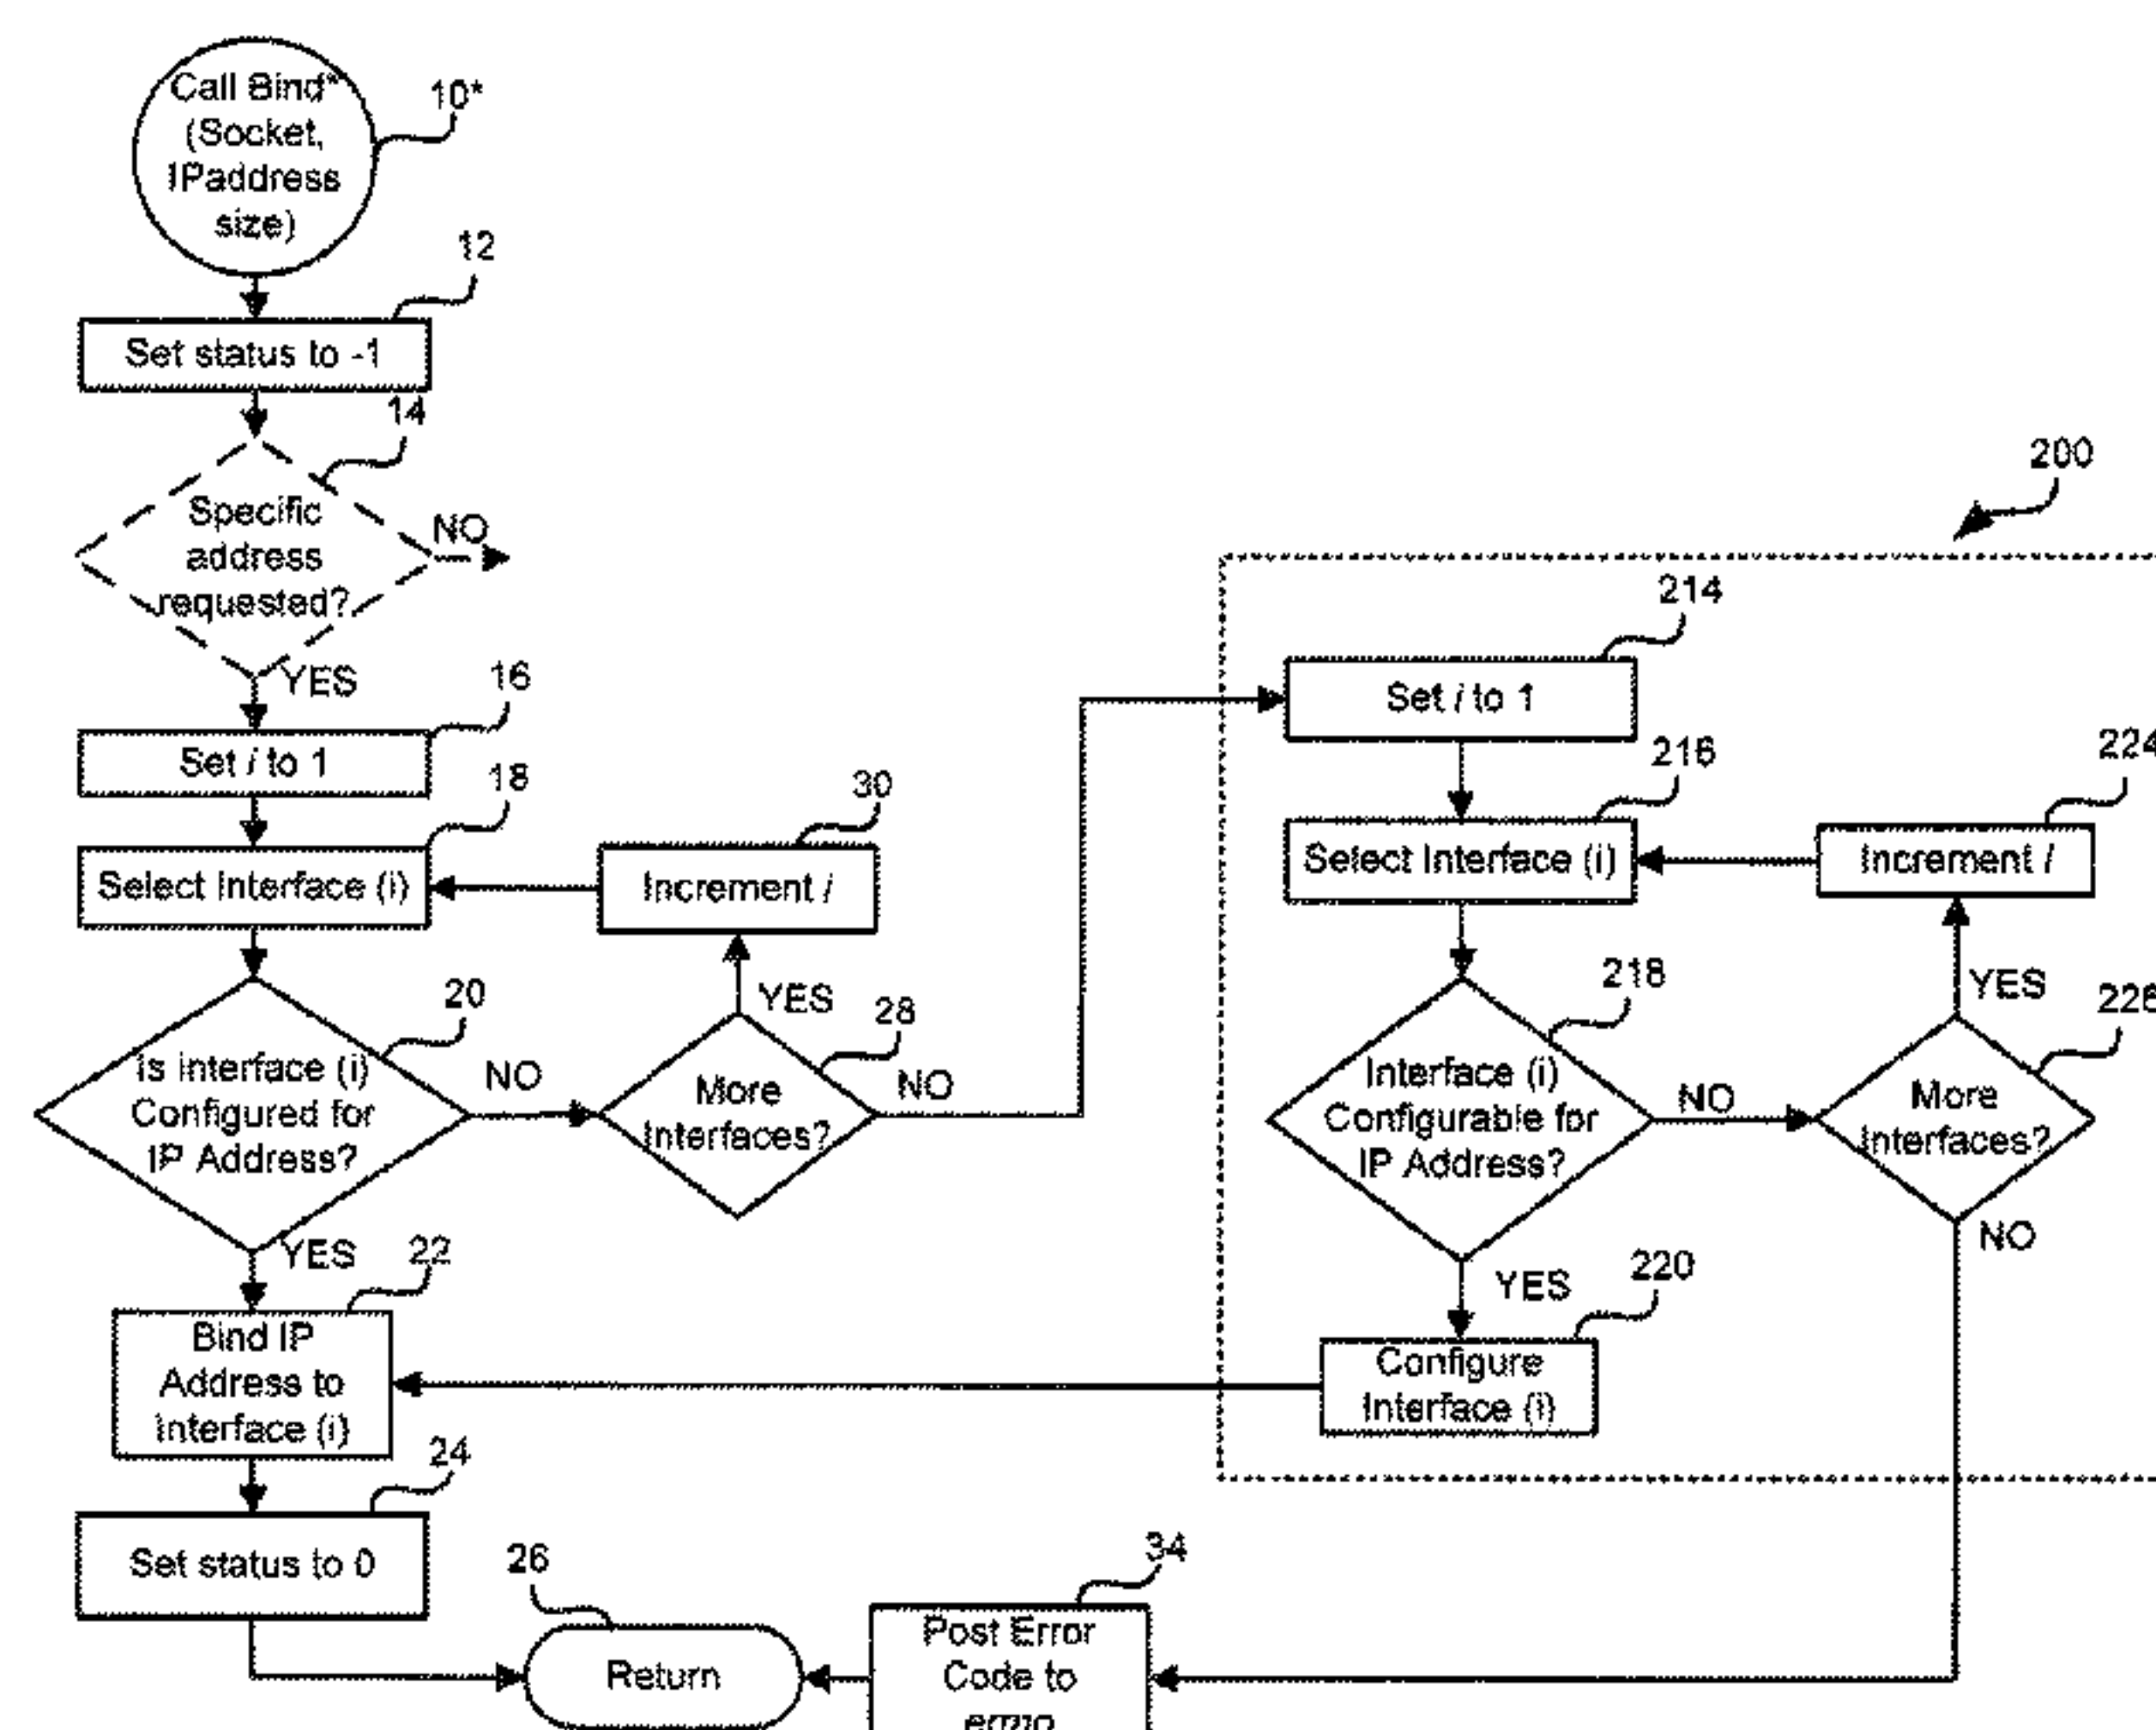 Call Bind*
(Socket,
IPaddress
size)
10*
12
Set status to -1
14
Specific
address
requested?
NO
YES
16
Set i to 1
18
Select Interface (i)
30
Increment i
20
Is interface (i)
Configured for
IP Address?
NO
YES
28
More
Interfaces?
YES
NO
22
Bind IP
Address to
Interface (i)
24
Set status to 0
26
Return
34
Post Error
Code to
errno
200
214
Set i to 1
216
Select Interface (i)
224
Increment i
218
Interface (i)
Configurable for
IP Address?
NO
YES
More
Interfaces?
YES
NO
220
Configure
Interface (i)